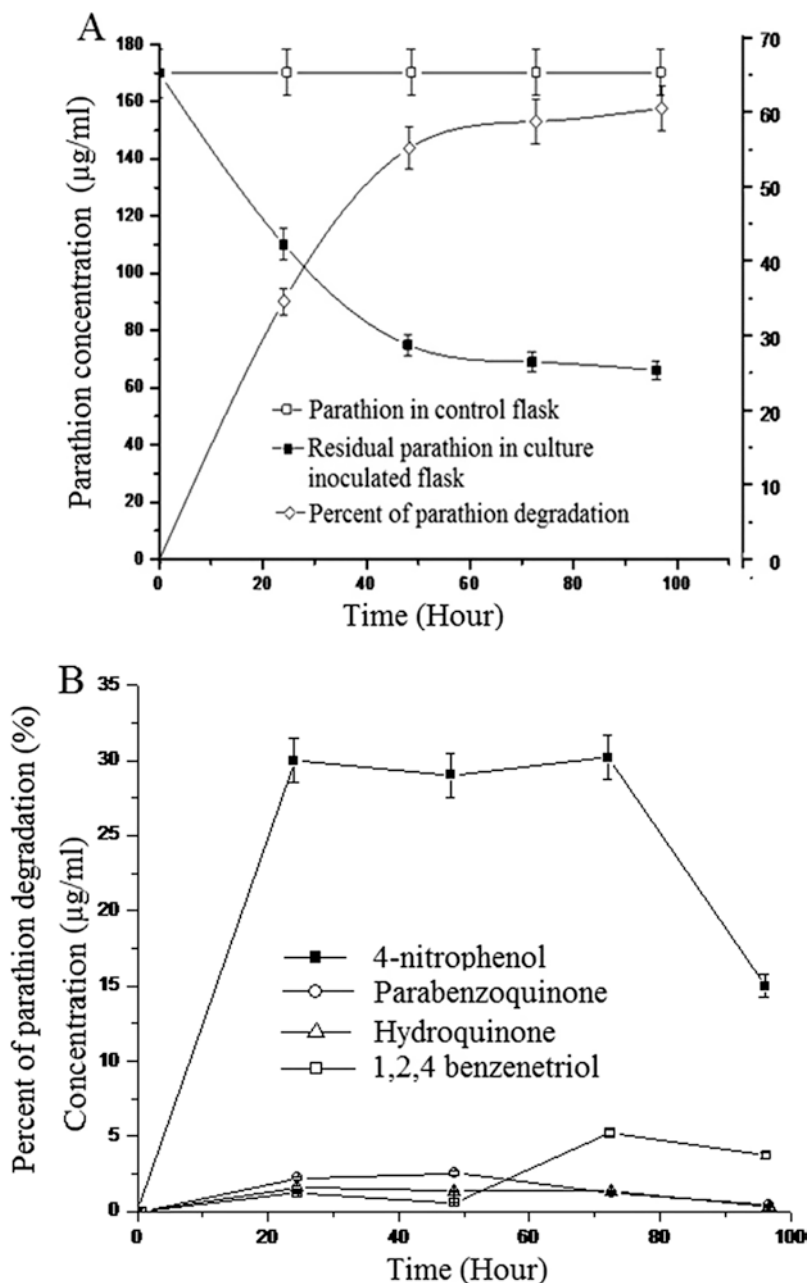 A
180
160
140
120
100
80
60
40
20
0
Parathion concentration (µg/ml)
70
60
50
40
30
20
10
0
Parathion in control flask
Residual parathion in culture
inoculated flask
Percent of parathion degradation
0
20
40
60
80
100
Time (Hour)
B
Percent of parathion degradation (%)
Concentration (µg/ml)
35
30
25
20
15
10
5
0
4-nitrophenol
Parabenzoquinone
Hydroquinone
1,2,4 benzenetriol
0
20
40
60
80
100
Time (Hour)